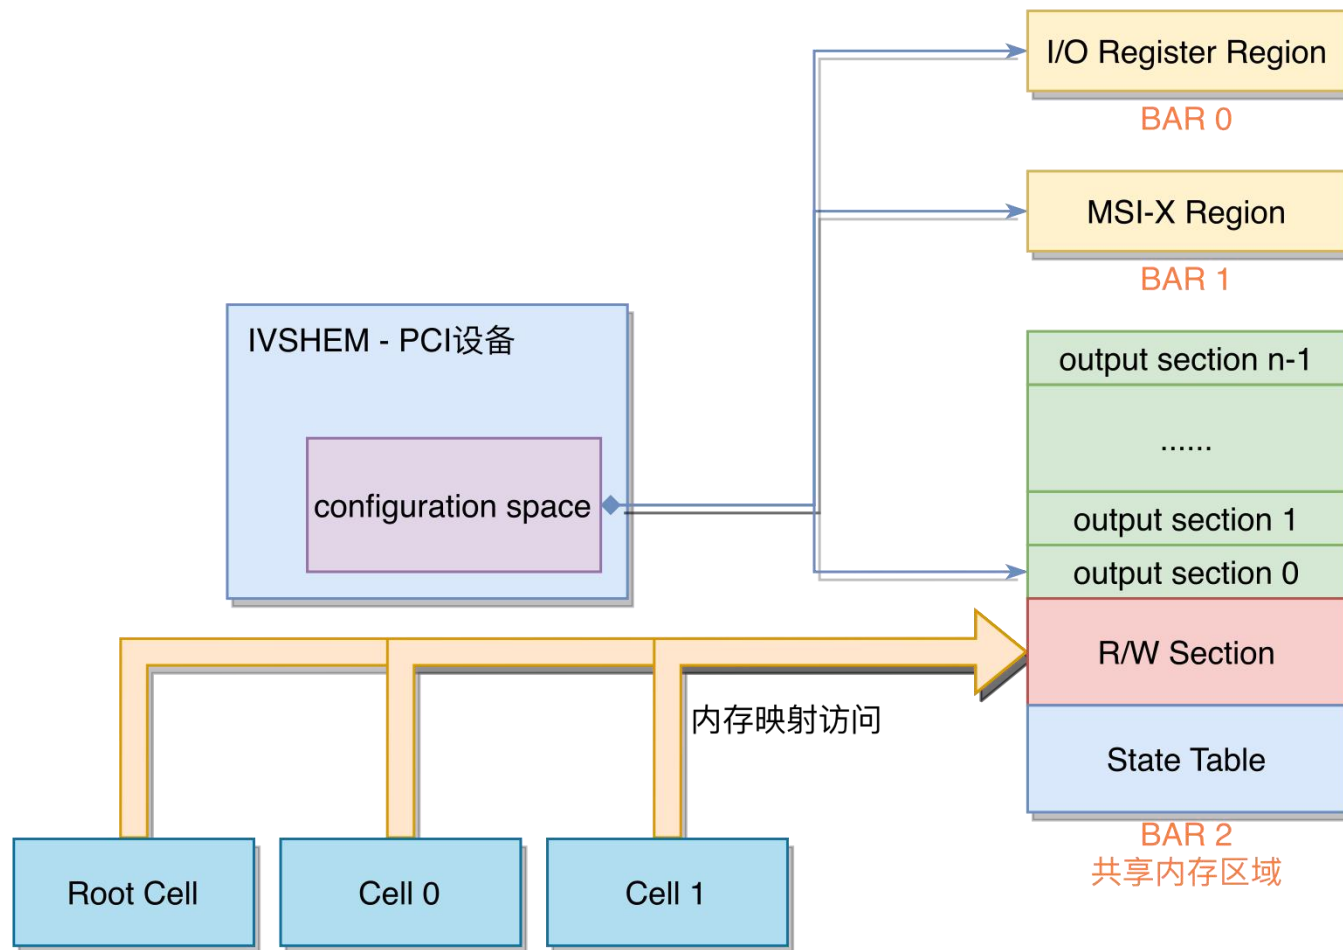 I/O Register Region
BAR 0
MSI-X Region
BAR 1
IVSHEM - PCI设备
configuration space
output section n-1
......
output section 1
output section 0
R/W Section
内存映射访问
State Table
BAR 2
共享内存区域
Root Cell
Cell 0
Cell 1